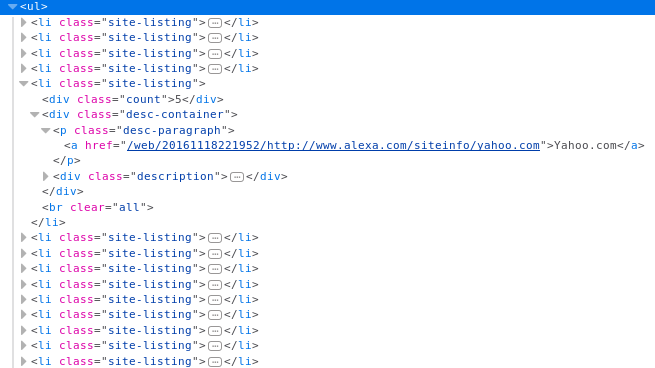 <ul>
<li class="site-listing">⋯</li>
<li class="site-listing">⋯</li>
<li class="site-listing">⋯</li>
<li class="site-listing">⋯</li>
<li class="site-listing">
<div class="count">5</div>
<div class="desc-container">
<p class="desc-paragraph">
<a href="/web/20161118221952/http://www.alexa.com/siteinfo/yahoo.com">Yahoo.com</a>
</p>
<div class="description">⋯</div>
</div>
<br clear="all">
</li>
<li class="site-listing">⋯</li>
<li class="site-listing">⋯</li>
<li class="site-listing">⋯</li>
<li class="site-listing">⋯</li>
<li class="site-listing">⋯</li>
<li class="site-listing">⋯</li>
<li class="site-listing">⋯</li>
<li class="site-listing">⋯</li>
<li class="site-listing">⋯</li>